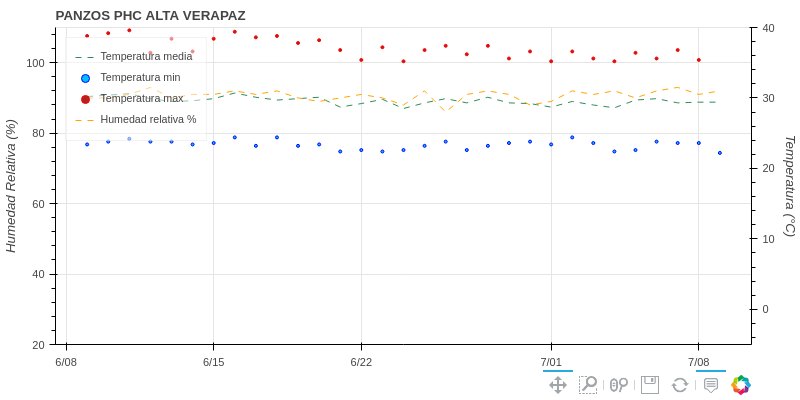 PANZOS PHC ALTA VERAPAZ
Temperatura media
Temperatura min
Temperatura max
Humedad relativa %
Humedad Relativa (%)
100
80
60
40
20
Temperatura (°C)
40
30
20
10
0
6/08
6/15
6/22
7/01
7/08